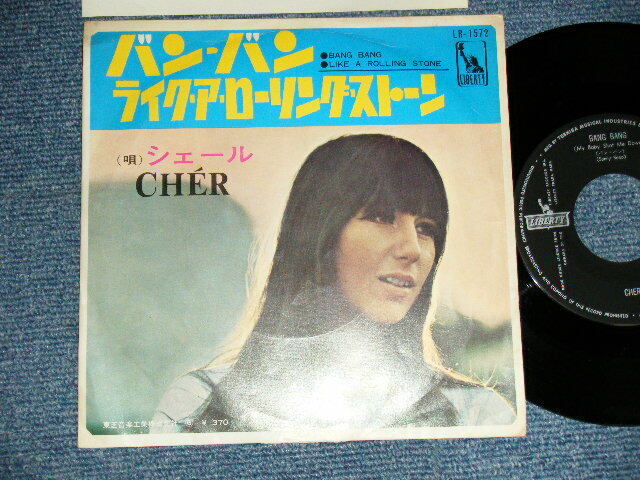 バン・バン
ライク・ア・ローリング・ストーン
●BANG BANG
●LIKE A ROLLING STONE
LR-1572
LIBERTY
(唄)シェール
CHÉR
¥370
BANG BANG
(My Baby Shot Me Down)
(Sonny Bono)
LIBERTY
CHER